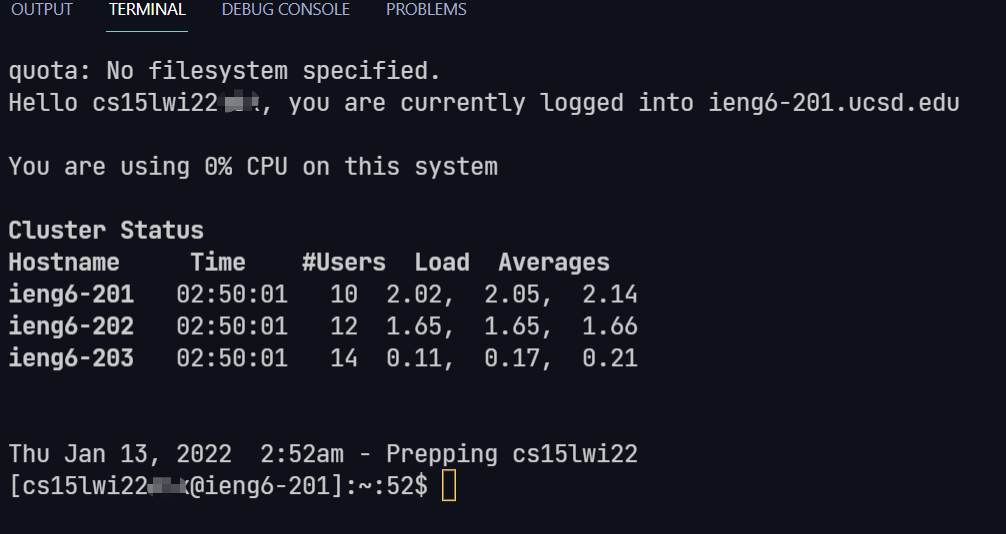 OUTPUT TERMINAL DEBUG CONSOLE PROBLEMS
quota: No filesystem specified.
Hello cs15lwi22, you are currently logged into ieng6-201.ucsd.edu
You are using 0% CPU on this system
Cluster Status
Hostname Time #Users Load Averages
ieng6-201 02:50:01 10 2.02, 2.05, 2.14
ieng6-202 02:50:01 12 1.65, 1.65, 1.66
ieng6-203 02:50:01 14 0.11, 0.17, 0.21
Thu Jan 13, 2022 2:52am - Prepping cs15lwi22
[cs15lwi22@ieng6-201]:~:52$